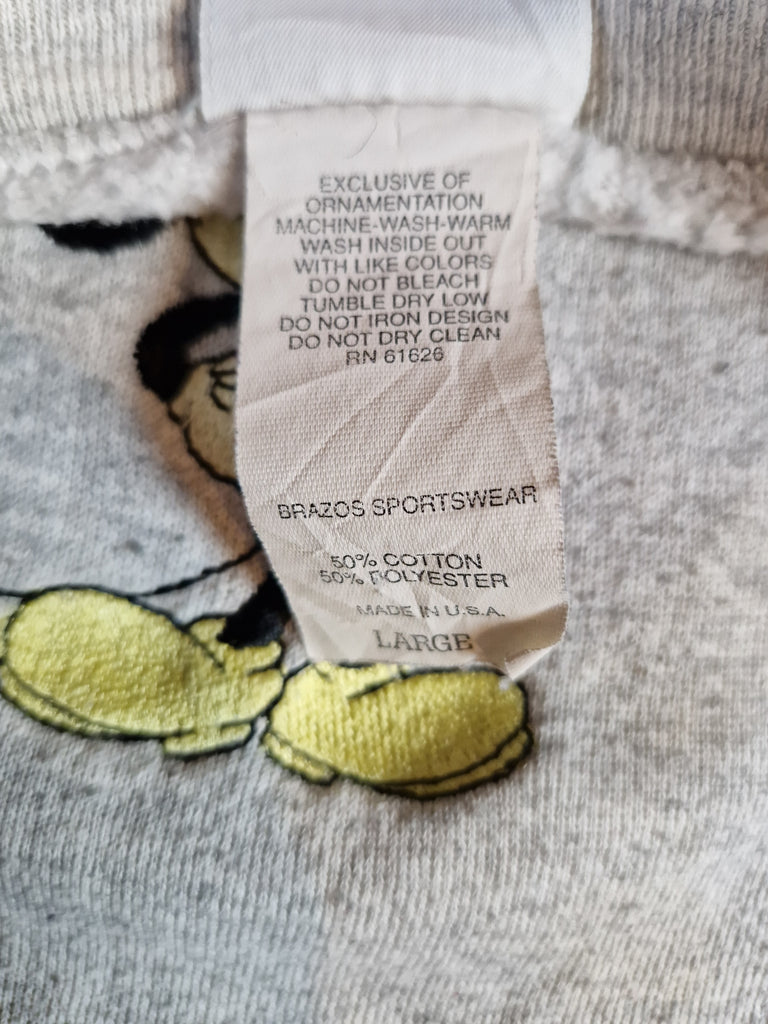 EXCLUSIVE OF
ORNAMENTATION
MACHINE-WASH-WARM
WASH INSIDE OUT
WITH LIKE COLORS
DO NOT BLEACH
TUMBLE DRY LOW
DO NOT IRON DESIGN
DO NOT DRY CLEAN
RN 61626
BRAZOS SPORTSWEAR
50% COTTON
50% POLYESTER
MADE IN U.S.A.
LARGE